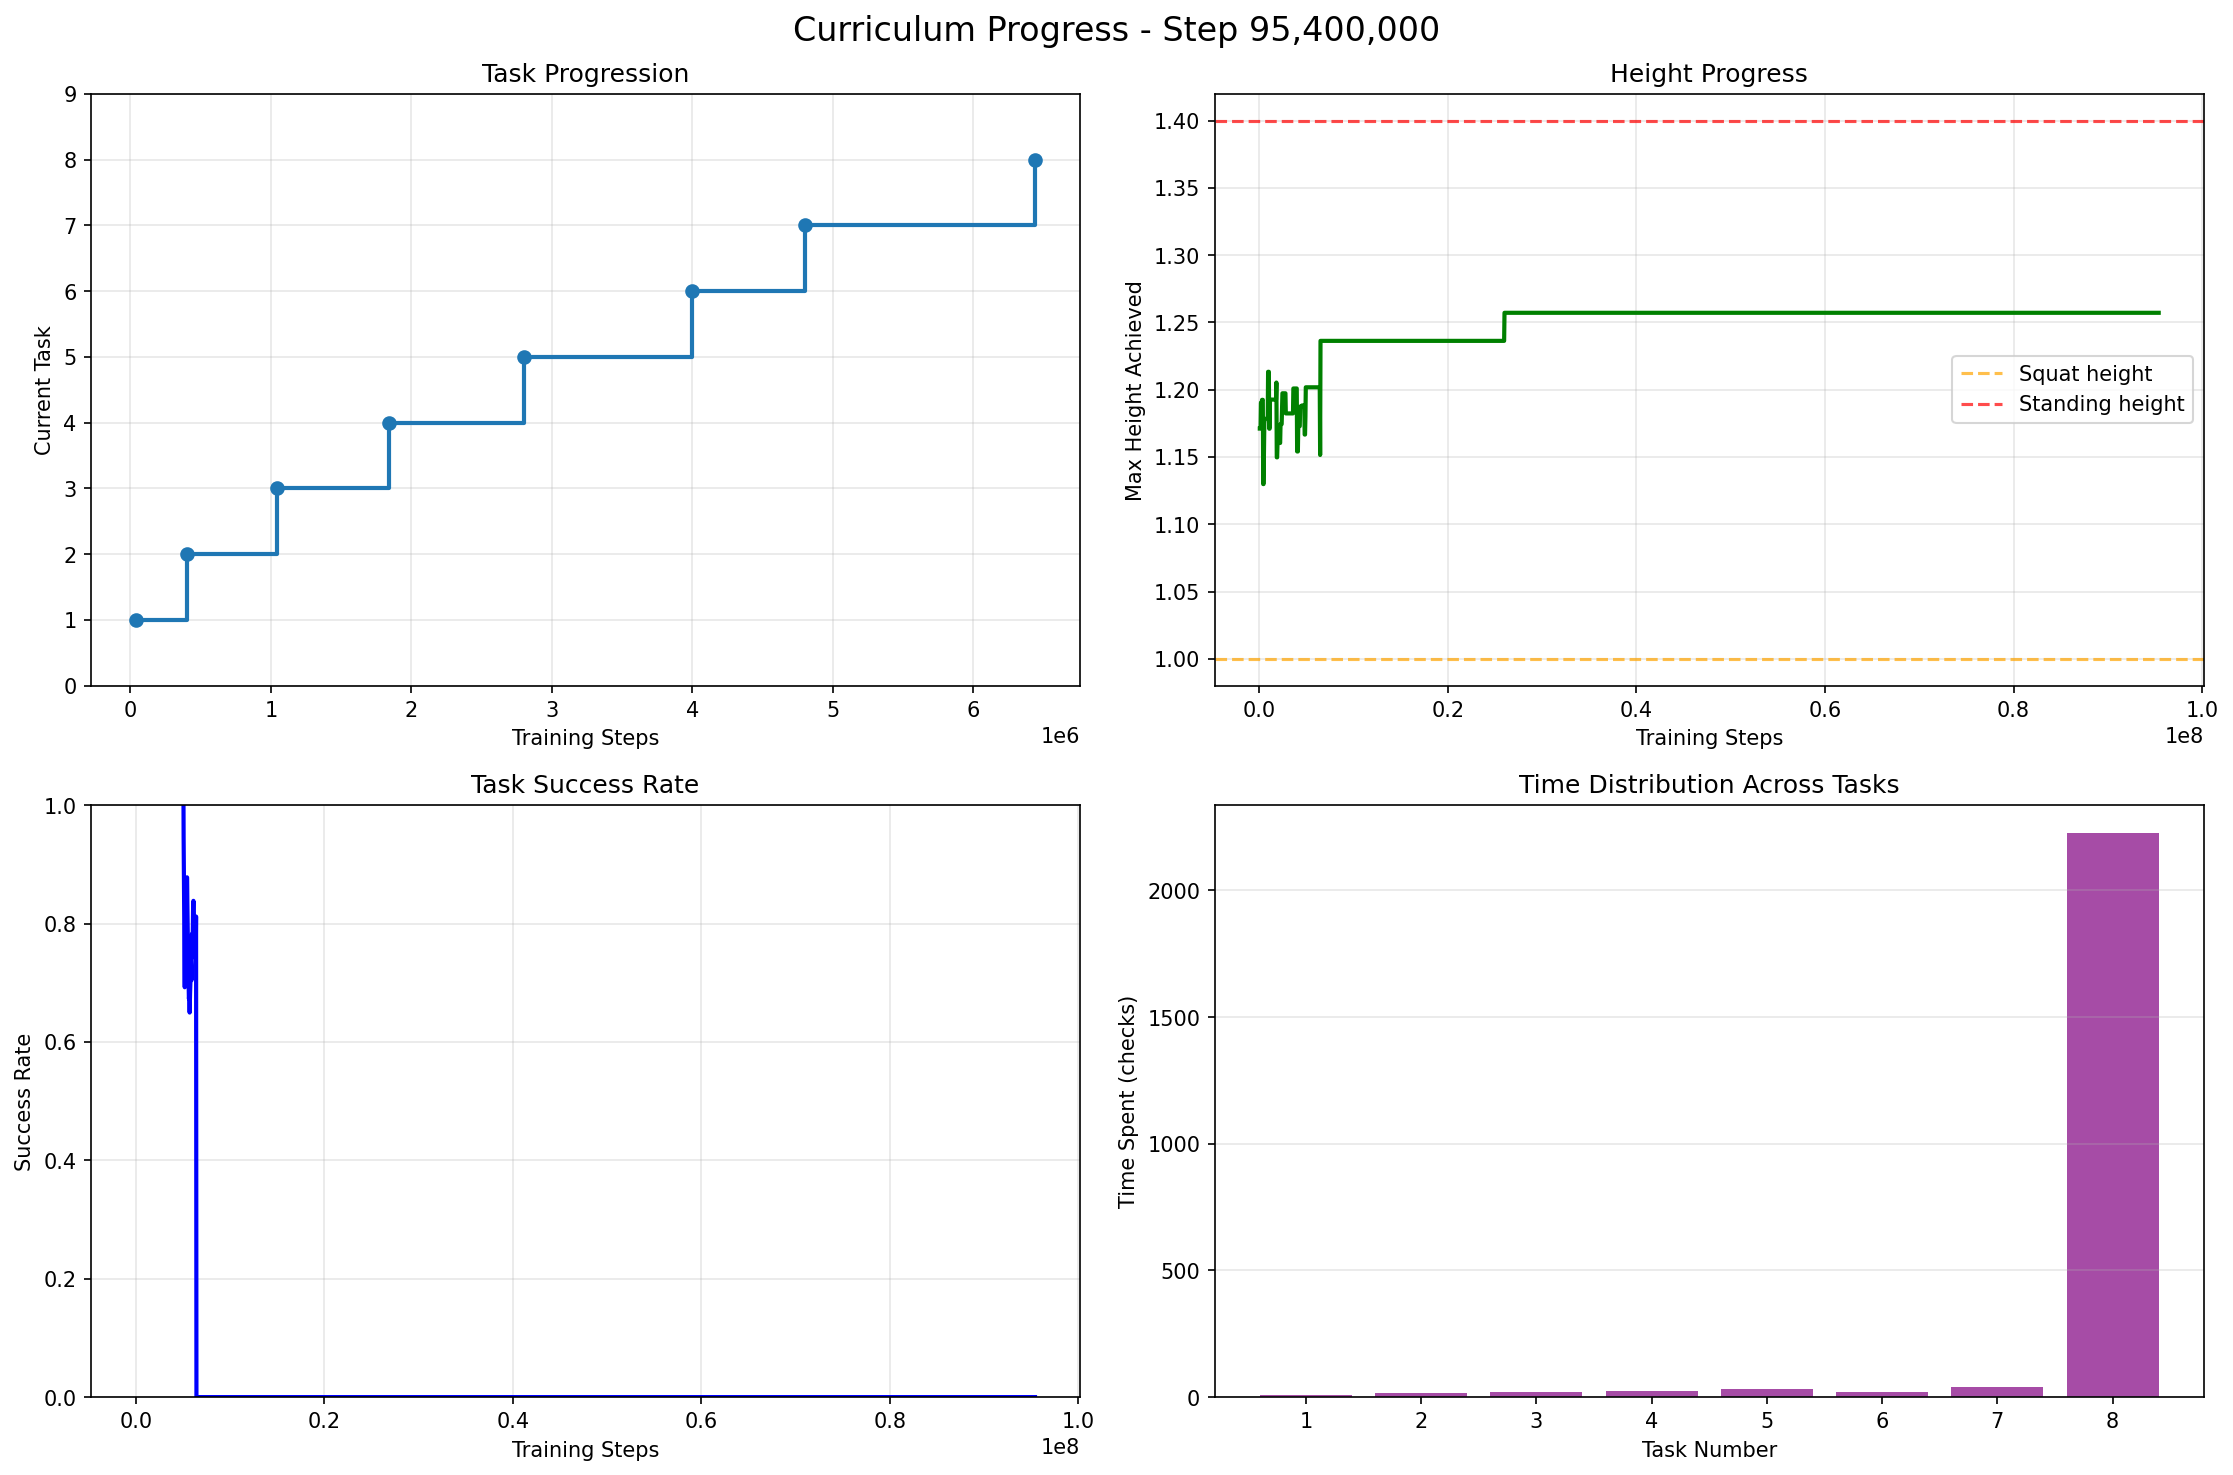 Curriculum Progress - Step 95,400,000
Task Progression
Current Task
9
8
7
6
5
4
3
2
1
0
0 1 2 3 4 5 6
1e6
Training Steps
Height Progress
Max Height Achieved
1.40
1.35
1.30
1.25
1.20
1.15
1.10
1.05
1.00
Squat height
Standing height
0.0 0.2 0.4 0.6 0.8 1.0
1e8
Training Steps
Task Success Rate
Success Rate
1.0
0.8
0.6
0.4
0.2
0.0
0.0 0.2 0.4 0.6 0.8 1.0
1e8
Training Steps
Time Distribution Across Tasks
Time Spent (checks)
2000
1500
1000
500
0
1 2 3 4 5 6 7 8
Task Number